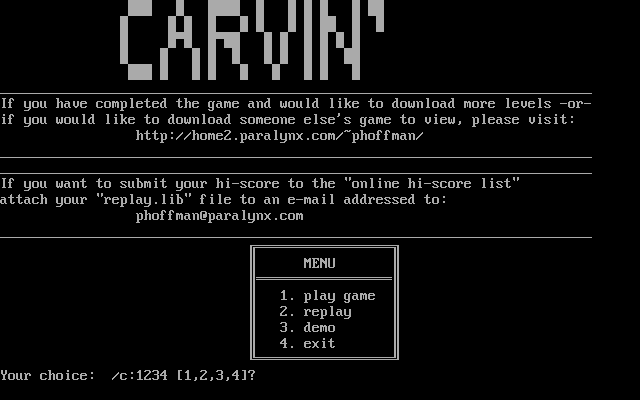 CARVIN'
If you have completed the game and would like to download more levels -or-
if you would like to download someone else's game to view, please visit:
http://home2.paralynx.com/~phoffman/
If you want to submit your hi-score to the "online hi-score list"
attach your "replay.lib" file to an e-mail addressed to:
phoffman@paralynx.com
MENU
1. play game
2. replay
3. demo
4. exit
Your choice:  /c:1234 [1,2,3,4]?